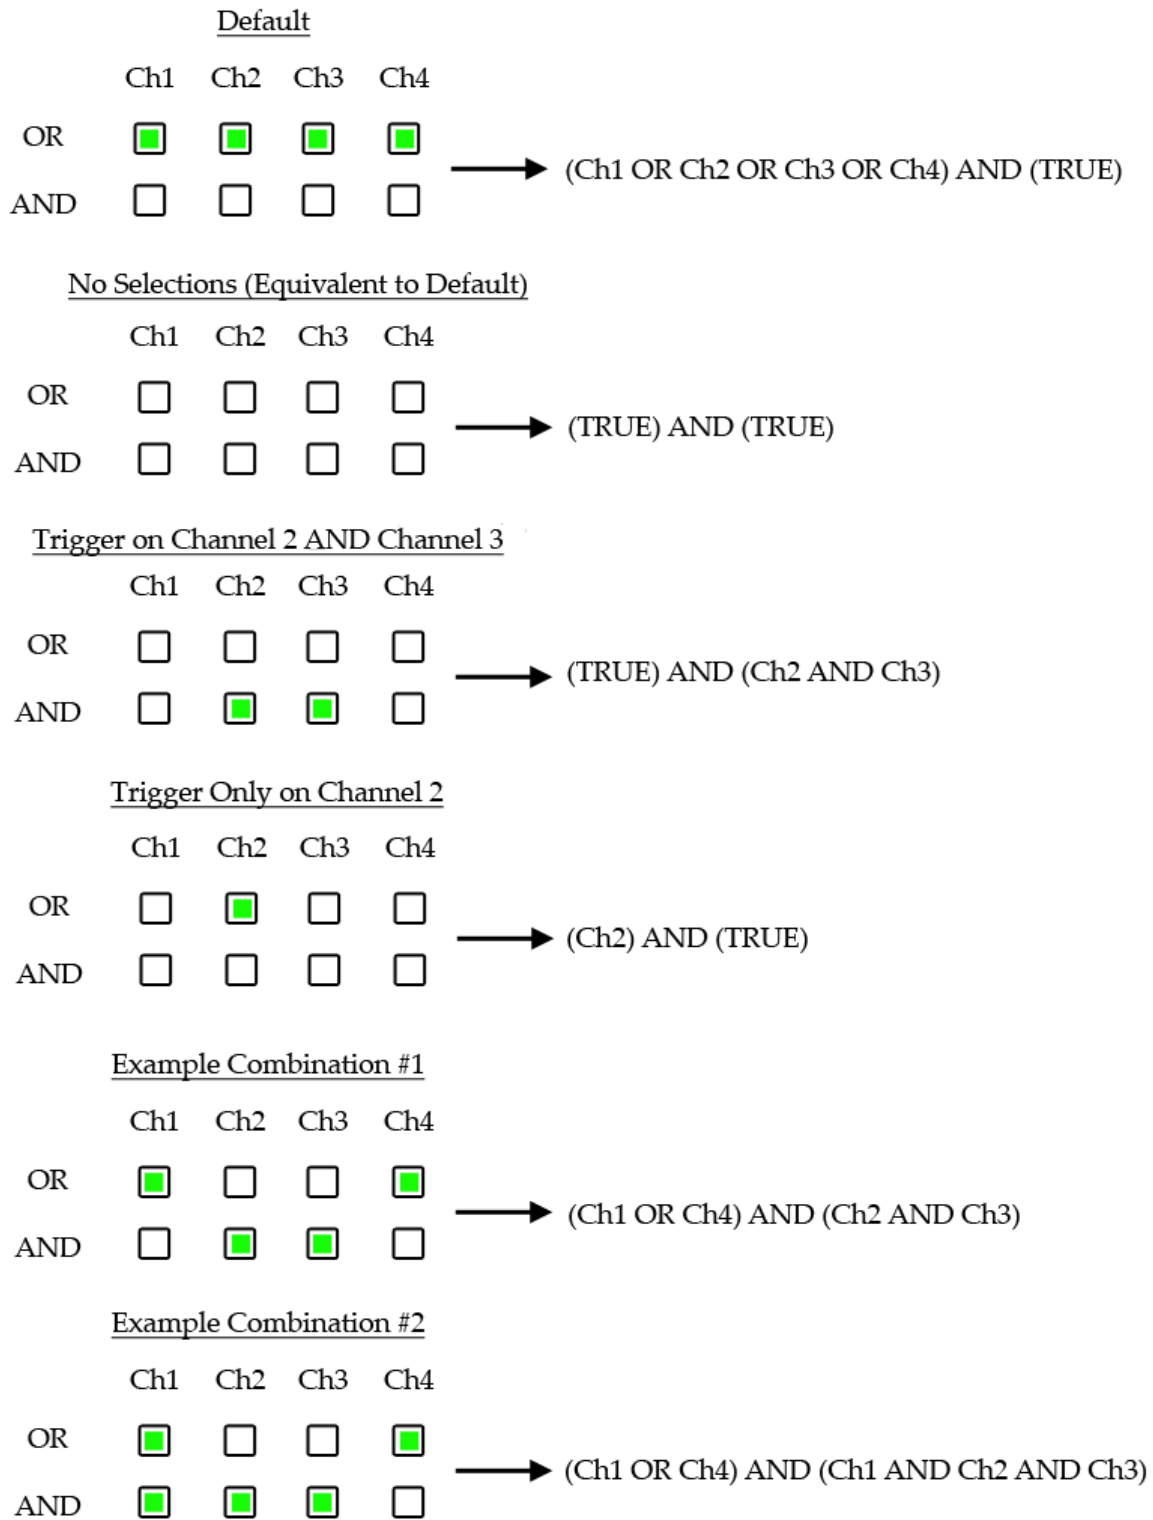 Default
Ch1 Ch2 Ch3 Ch4
OR
(Ch1 OR Ch2 OR Ch3 OR Ch4) AND (TRUE)
AND
No Selections (Equivalent to Default)
Ch1 Ch2 Ch3 Ch4
OR
(TRUE) AND (TRUE)
AND
Trigger on Channel 2 AND Channel 3
Ch1 Ch2 Ch3 Ch4
OR
(TRUE) AND (Ch2 AND Ch3)
AND
Trigger Only on Channel 2
Ch1 Ch2 Ch3 Ch4
OR
(Ch2) AND (TRUE)
AND
Example Combination #1
Ch1 Ch2 Ch3 Ch4
OR
(Ch1 OR Ch4) AND (Ch2 AND Ch3)
AND
Example Combination #2
Ch1 Ch2 Ch3 Ch4
OR
(Ch1 OR Ch4) AND (Ch1 AND Ch2 AND Ch3)
AND